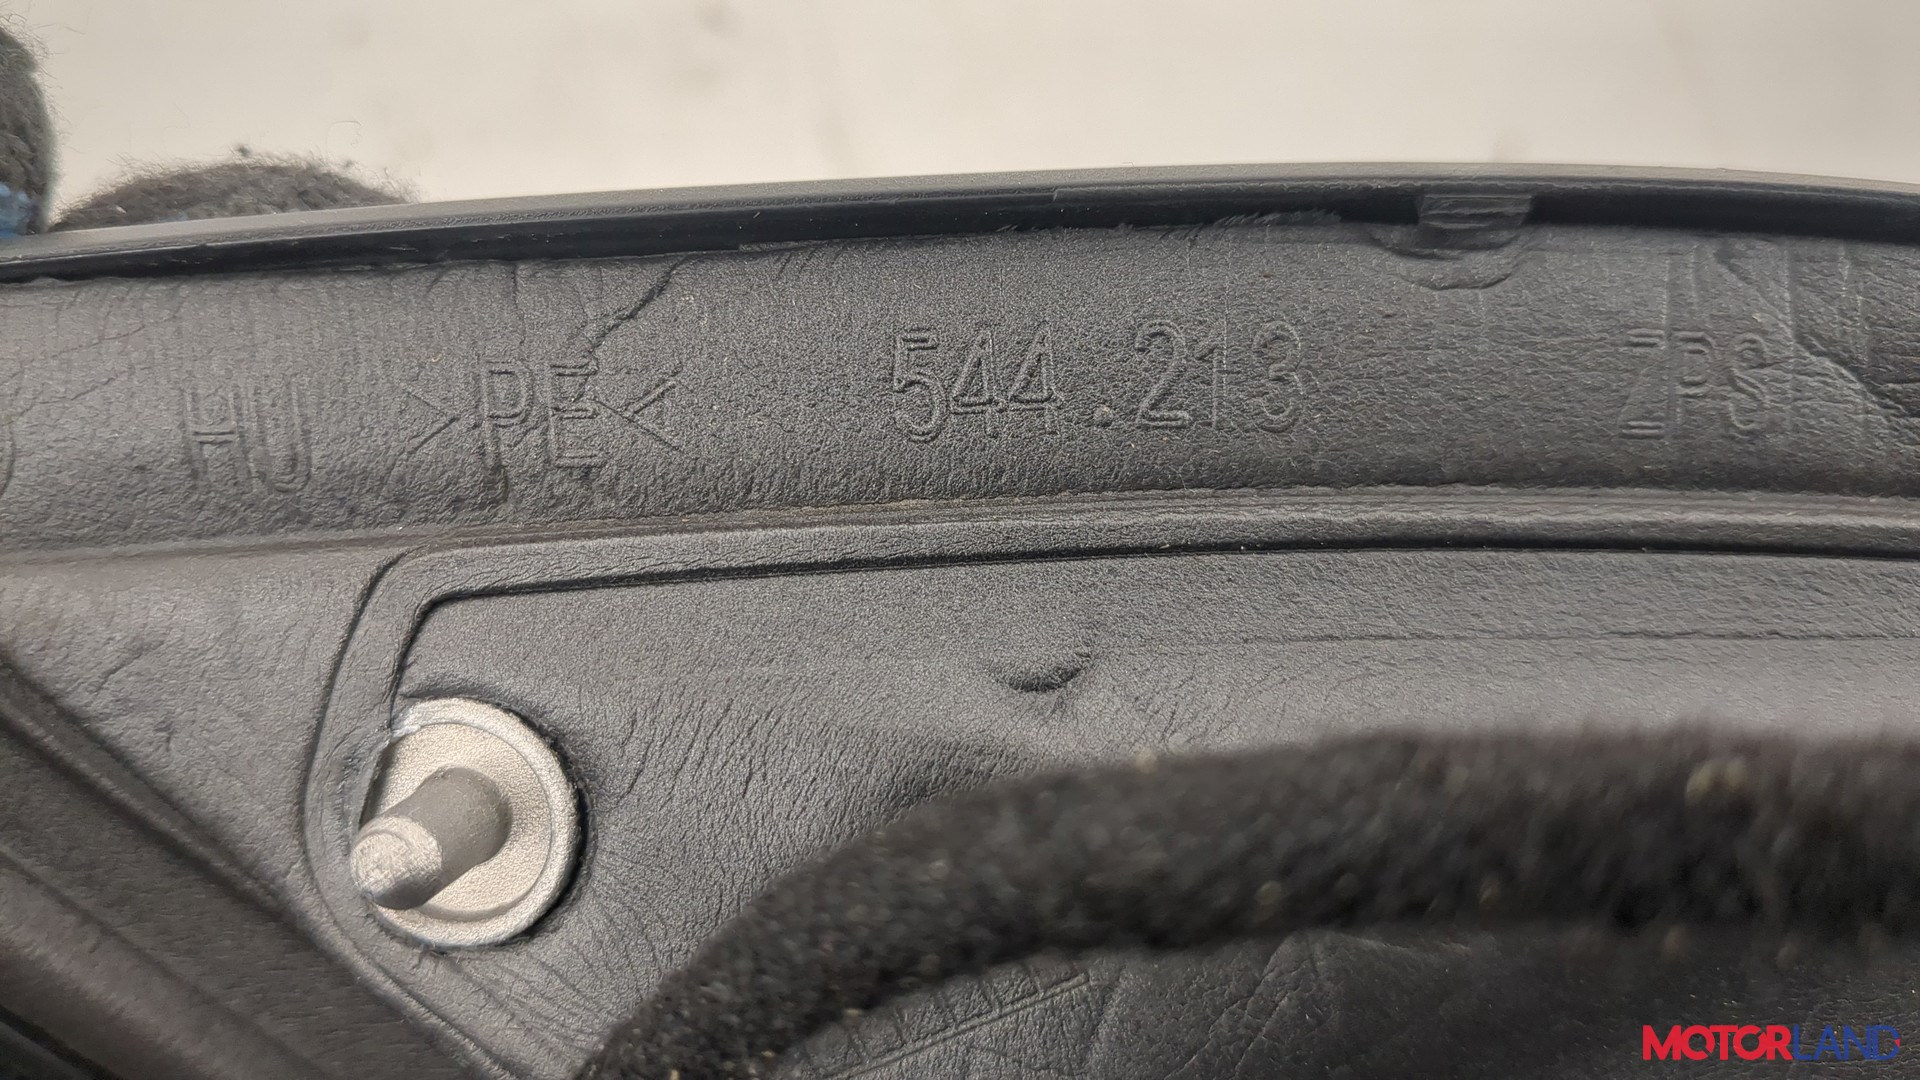 HU >PE< 544.213 ZPS
MOTORLAND